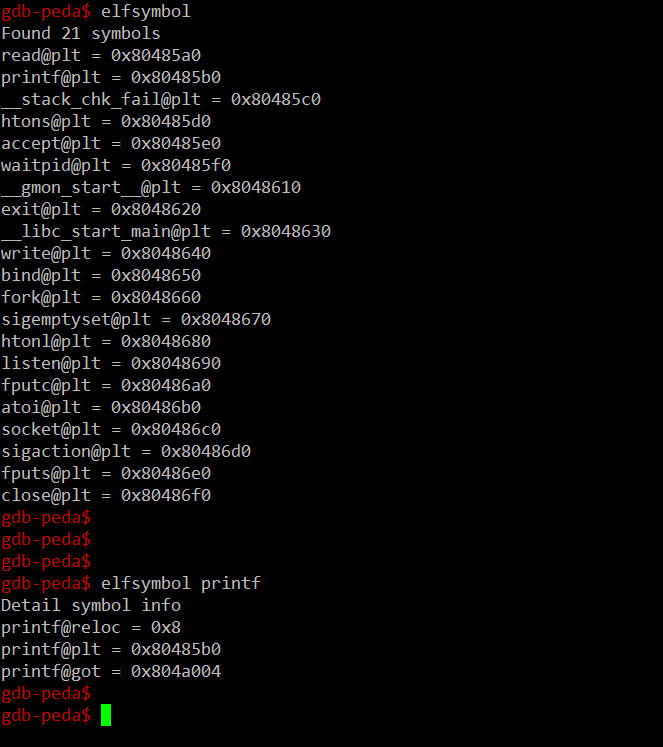 gdb-peda$ elfsymbol
Found 21 symbols
read@plt = 0x80485a0
printf@plt = 0x80485b0
__stack_chk_fail@plt = 0x80485c0
htons@plt = 0x80485d0
accept@plt = 0x80485e0
waitpid@plt = 0x80485f0
__gmon_start__@plt = 0x8048610
exit@plt = 0x8048620
__libc_start_main@plt = 0x8048630
write@plt = 0x8048640
bind@plt = 0x8048650
fork@plt = 0x8048660
sigemptyset@plt = 0x8048670
htonl@plt = 0x8048680
listen@plt = 0x8048690
fputc@plt = 0x80486a0
atoi@plt = 0x80486b0
socket@plt = 0x80486c0
sigaction@plt = 0x80486d0
fputs@plt = 0x80486e0
close@plt = 0x80486f0
gdb-peda$
gdb-peda$
gdb-peda$
gdb-peda$ elfsymbol printf
Detail symbol info
printf@reloc = 0x8
printf@plt = 0x80485b0
printf@got = 0x804a004
gdb-peda$
gdb-peda$